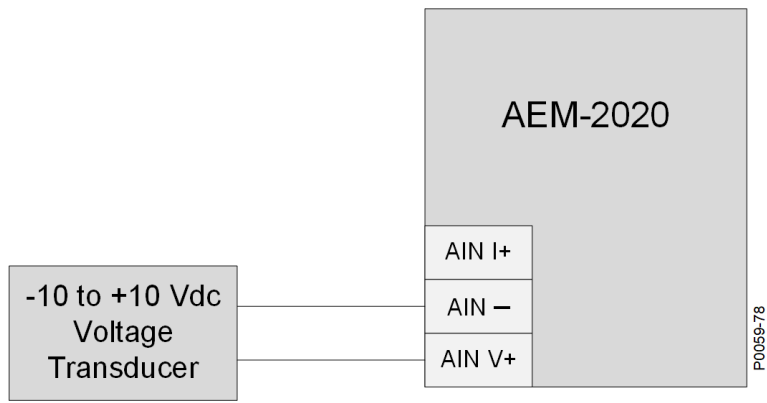 AEM-2020
AIN I+
-10 to +10 Vdc
Voltage
Transducer
AIN –
AIN V+
P0059-78